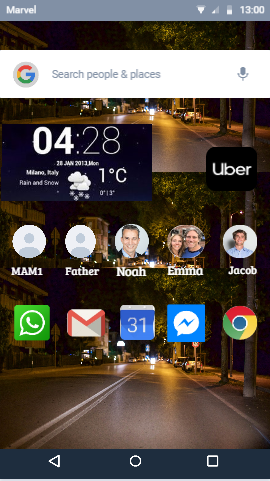 Marvel 13:00
Search people & places
04:28
28 JAN 2013,Mon
Milano, Italy
Rain and Snow
1°C
0° | 3°
Uber
MAM1 Father Noah Emma Jacob
31